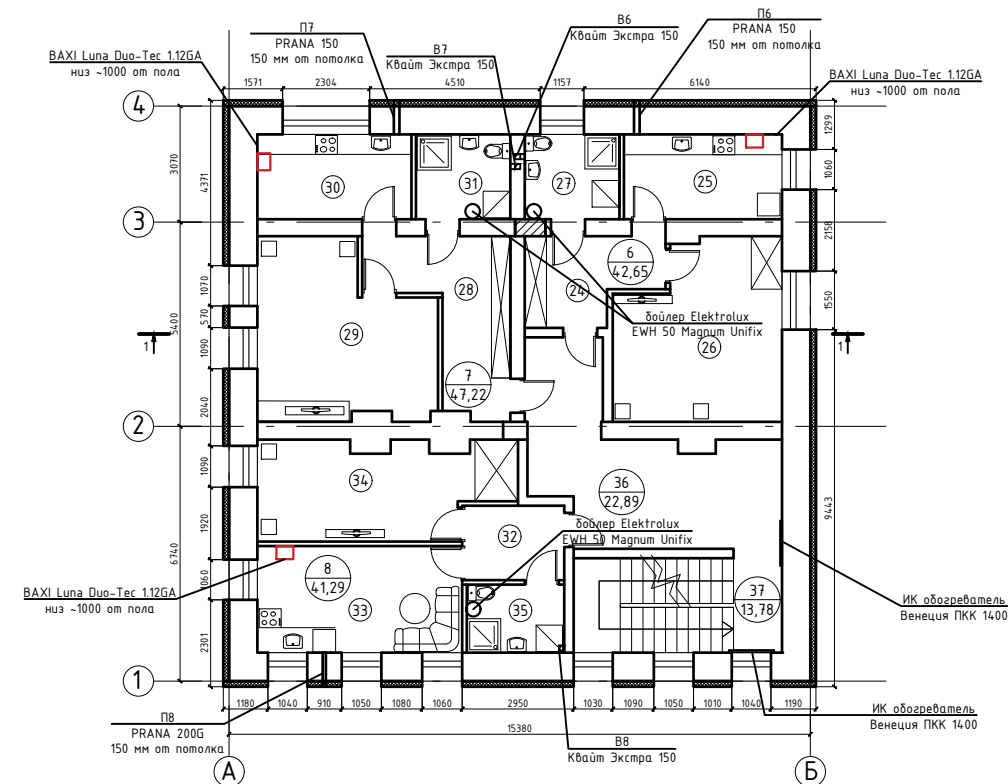 П7
PRANA 150
150 мм от потолка
В7
Квайт Экстра 150
В6
Квайт Экстра 150
П6
PRANA 150
150 мм от потолка
BAXI Luna Duo-Tec 1.12GA
низ ~1000 от пола
BAXI Luna Duo-Tec 1.12GA
низ ~1000 от пола
1571
2304
4510
1157
6140
4
3
2
1
3070
5400
6740
4371
1070
570
1090
2040
1090
1920
1060
2301
1299
1060
2158
1550
9443
30
31
27
25
28
24
6
42,65
29
26
бойлер Elektrolux
EWH 50 Magnum Unifix
7
47,22
34
36
22,89
32
бойлер Elektrolux
EWH 50 Magnum Unifix
8
41,29
33
35
37
13,78
1
1
BAXI Luna Duo-Tec 1.12GA
низ ~1000 от пола
ИК обогреватель
Венеция ПКК 1400
ИК обогреватель
Венеция ПКК 1400
1180
1040
910
1050
1080
1060
2950
1030
1090
1050
1010
1040
1190
15380
П8
PRANA 200G
150 мм от потолка
В8
Квайт Экстра 150
А
Б